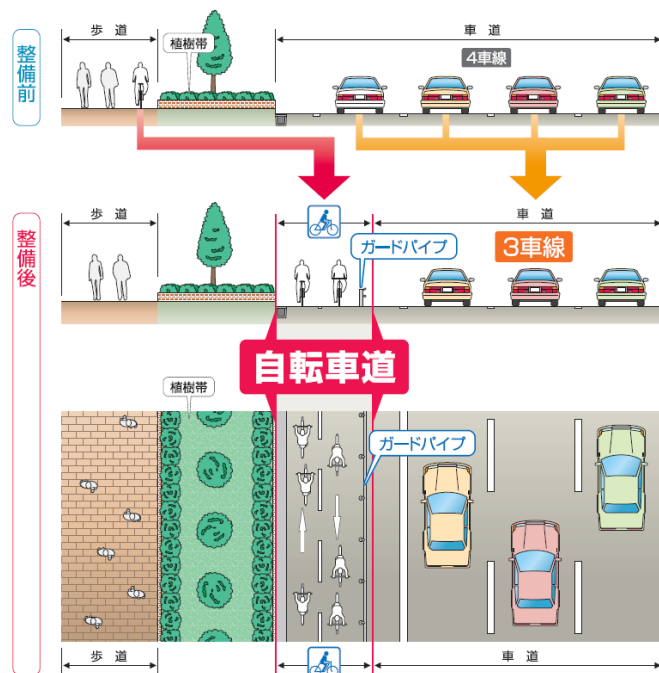 整備前
歩道
植樹帯
車道
4車線
整備後
歩道
車道
ガードパイプ
3車線
自転車道
植樹帯
ガードパイプ
歩道
車道